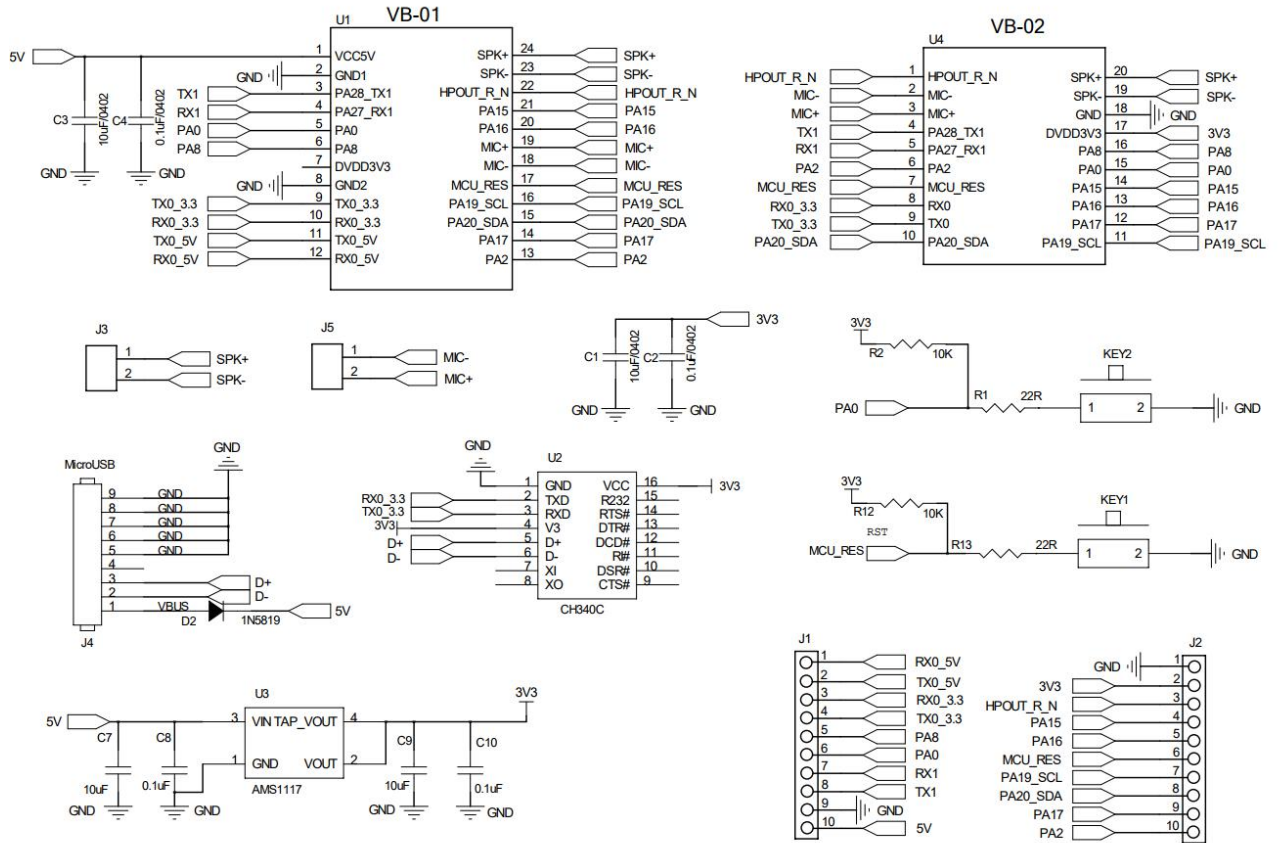 VB-01
U1
5V
1 VCC5V SPK+ 24 SPK+
GND 2 GND1 SPK- 23 SPK-
TX1 3 PA28_TX1 HPOUT_R_N 22 HPOUT_R_N
RX1 4 PA27_RX1 PA15 21 PA15
PA0 5 PA0 PA16 20 PA16
PA8 6 PA8 MIC+ 19 MIC+
7 DVDD3V3 MIC- 18 MIC-
GND 8 GND2 MCU_RES 17 MCU_RES
TX0_3.3 9 TX0_3.3 PA19_SCL 16 PA19_SCL
RX0_3.3 10 RX0_3.3 PA20_SDA 15 PA20_SDA
TX0_5V 11 TX0_5V PA17 14 PA17
RX0_5V 12 RX0_5V PA2 13 PA2
C3 10uF/0402 C4 0.1uF/0402
GND GND
VB-02
U4
HPOUT_R_N 1 HPOUT_R_N SPK+ 20 SPK+
MIC- 2 MIC- SPK- 19 SPK-
MIC+ 3 MIC+ GND 18 GND
TX1 4 PA28_TX1 DVDD3V3 17 3V3
RX1 5 PA27_RX1 PA8 16 PA8
PA2 6 PA2 PA0 15 PA0
MCU_RES 7 MCU_RES PA15 14 PA15
RX0_3.3 8 RX0 PA16 13 PA16
TX0_3.3 9 TX0 PA17 12 PA17
PA20_SDA 10 PA20_SDA PA19_SCL 11 PA19_SCL
J3
1 SPK+
2 SPK-
J5
1 MIC-
2 MIC+
3V3
C1 10uF/0402 C2 0.1uF/0402
GND GND
3V3
R2 10K
KEY2
R1 22R
PA0 1 2 GND
MicroUSB
GND
9 GND
8 GND
7 GND
6 GND
5 GND
4
3 D+
2 D-
1 VBUS 5V
D2 1N5819
J4
GND
U2
1 GND VCC 16 3V3
RX0_3.3 2 TXD R232 15
TX0_3.3 3 RXD RTS# 14
3V3 4 V3 DTR# 13
D+ 5 D+ DCD# 12
D- 6 D- RI# 11
7 XI DSR# 10
8 XO CTS# 9
CH340C
3V3
R12 10K
KEY1
RST
MCU_RES R13 22R 1 2 GND
U3
3V3
5V 3 VIN TAP_VOUT 4
C7 C8 C9 C10
1 GND VOUT 2
10uF 0.1uF AMS1117 10uF 0.1uF
GND GND GND GND
J1
1 RX0_5V
2 TX0_5V
3 RX0_3.3
4 TX0_3.3
5 PA8
6 PA0
7 RX1
8 TX1
9 GND
10 5V
J2
GND 1
3V3 2
HPOUT_R_N 3
PA15 4
PA16 5
MCU_RES 6
PA19_SCL 7
PA20_SDA 8
PA17 9
PA2 10